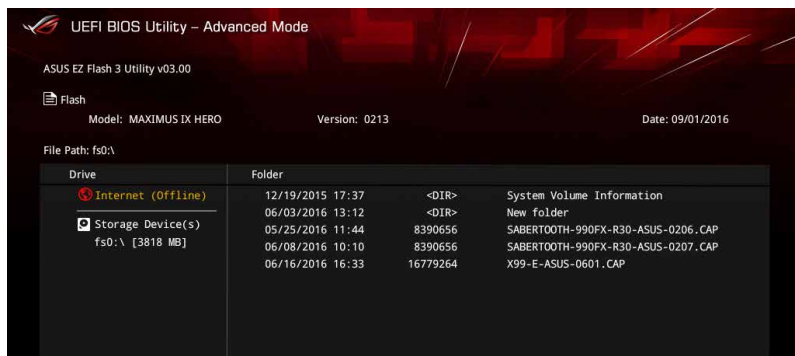 UEFI BIOS Utility – Advanced Mode
ASUS EZ Flash 3 Utility v03.00
Flash
Model: MAXIMUS IX HERO Version: 0213 Date: 09/01/2016
File Path: fs0:\
Drive Folder
Internet (Offline) 12/19/2015 17:37 <DIR> System Volume Information
06/03/2016 13:12 <DIR> New folder
Storage Device(s) 05/25/2016 11:44 8390656 SABERTOOTH-990FX-R30-ASUS-0206.CAP
fs0:\ [3818 MB] 06/08/2016 10:10 8390656 SABERTOOTH-990FX-R30-ASUS-0207.CAP
06/16/2016 16:33 16779264 X99-E-ASUS-0601.CAP